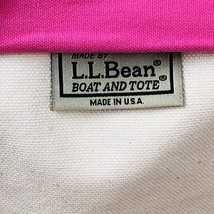 MADE BY
L.L.Bean®
BOAT AND TOTE®
MADE IN U.S.A.